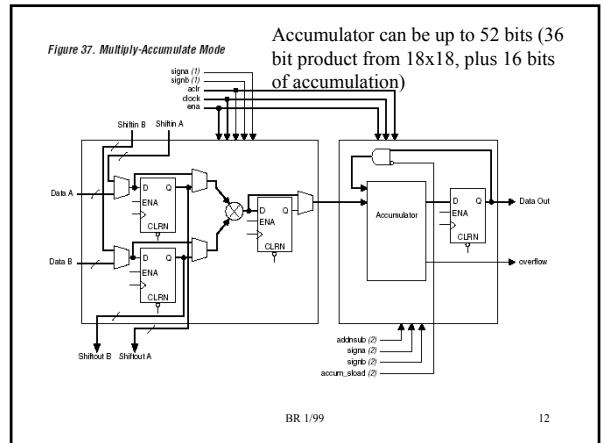 Accumulator can be up to 52 bits (36
bit product from 18x18, plus 16 bits
of accumulation)
Figure 37. Multiply-Accumulate Mode
signa (1)
signb (1)
aclr
clock
ena
Shiftin B
Shiftin A
Data A
D Q
ENA
CLRN
D Q
ENA
CLRN
Data B
D Q
ENA
CLRN
Shiftout B
Shiftout A
Accumulator
D Q
ENA
CLRN
Data Out
overflow
addnsub (2)
signa (2)
signb (2)
accum_sload (2)
BR 1/99
12